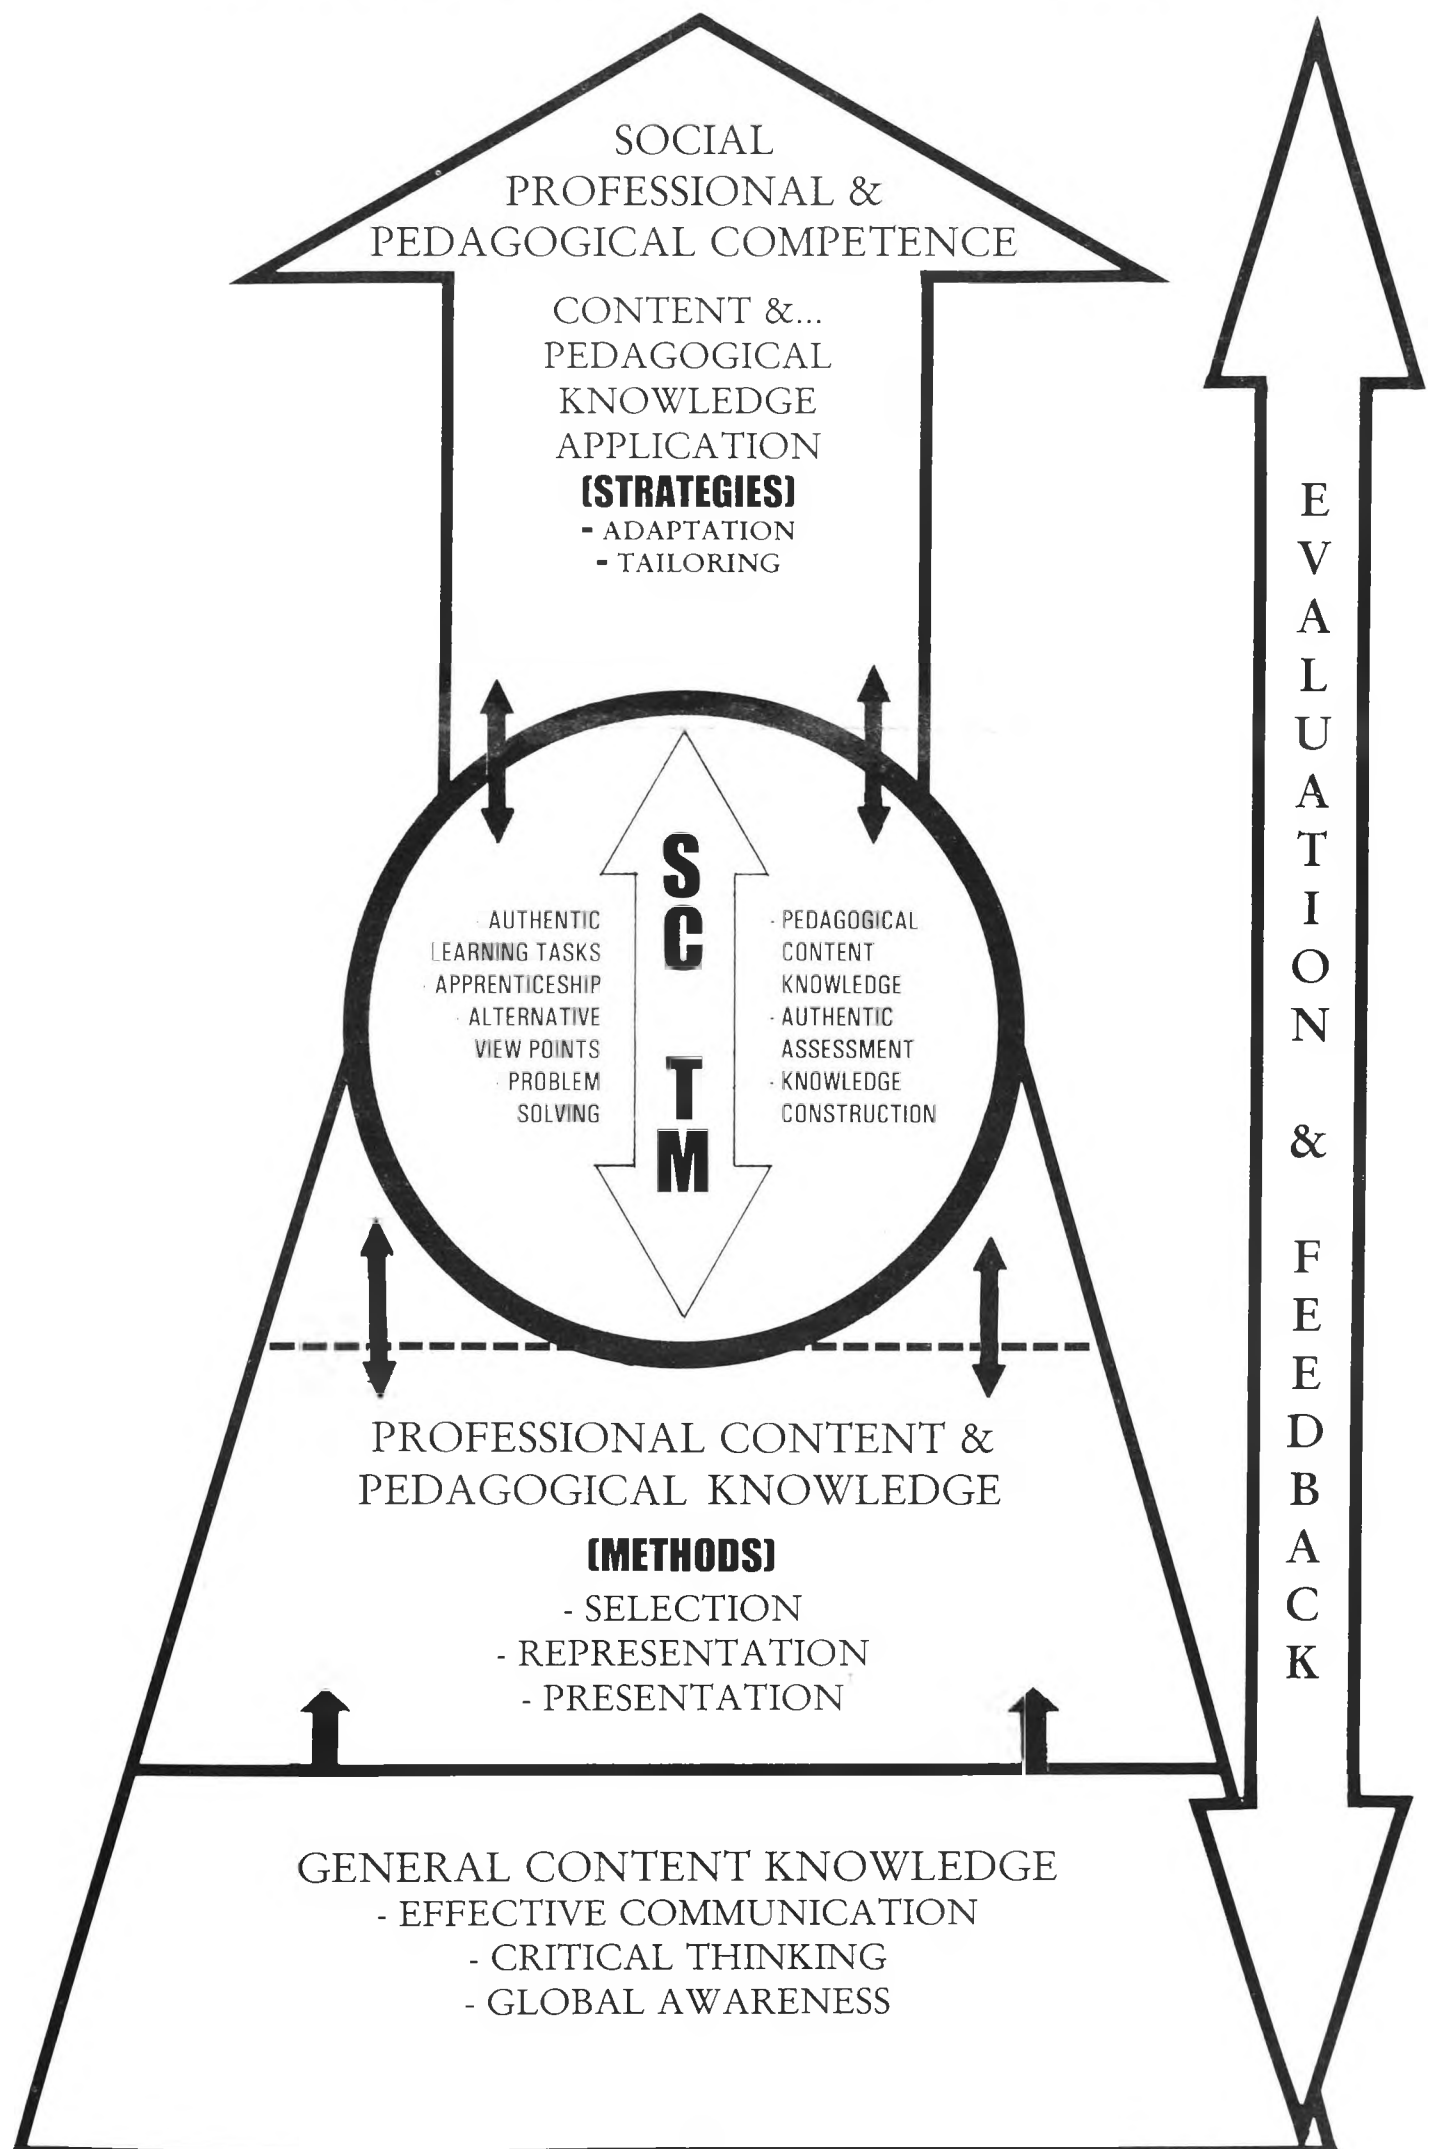 SOCIAL
PROFESSIONAL &
PEDAGOGICAL COMPETENCE
CONTENT &...
PEDAGOGICAL
KNOWLEDGE
APPLICATION
(STRATEGIES)
- ADAPTATION
- TAILORING
- AUTHENTIC
LEARNING TASKS
- APPRENTICESHIP
- ALTERNATIVE
VIEW POINTS
- PROBLEM
SOLVING
SC TM
- PEDAGOGICAL
CONTENT
KNOWLEDGE
- AUTHENTIC
ASSESSMENT
- KNOWLEDGE
CONSTRUCTION
PROFESSIONAL CONTENT &
PEDAGOGICAL KNOWLEDGE
(METHODS)
- SELECTION
- REPRESENTATION
- PRESENTATION
GENERAL CONTENT KNOWLEDGE
- EFFECTIVE COMMUNICATION
- CRITICAL THINKING
- GLOBAL AWARENESS
EVALUATION & FEEDBACK